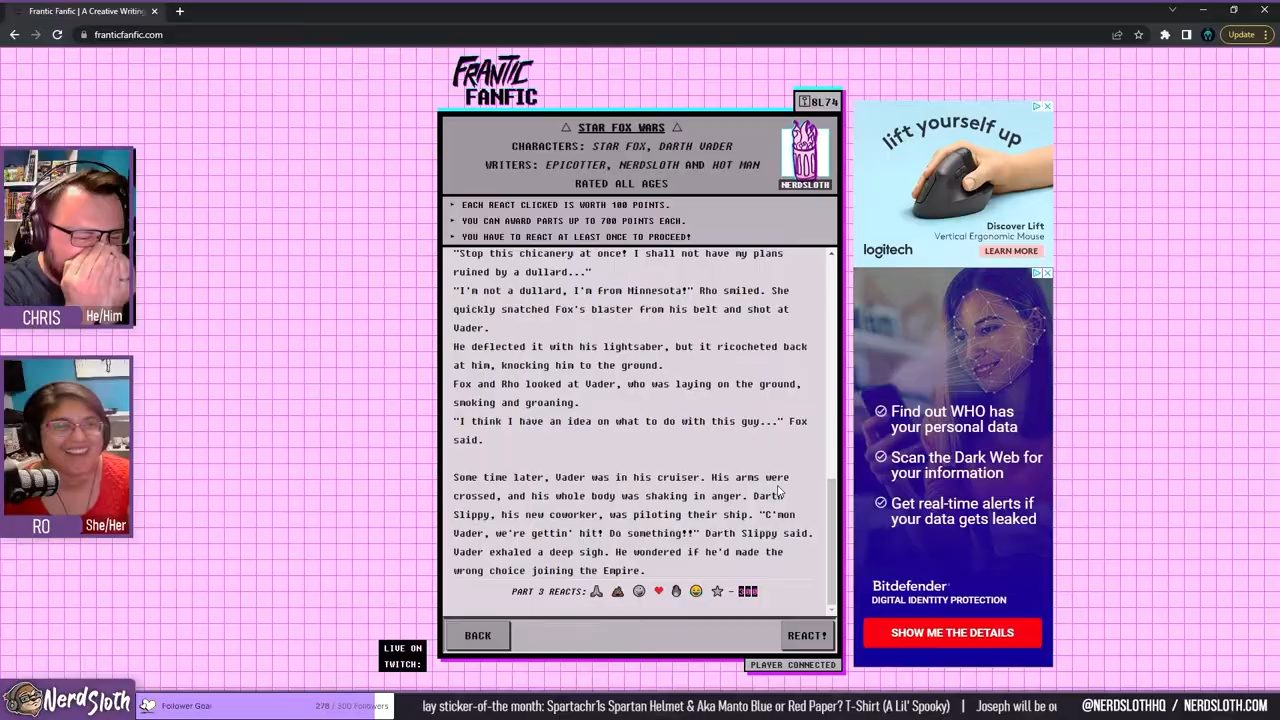 Frantic Fanfic | A Creative Writing
franticfanfic.com
Update
FRANTIC
FANFIC
8L74
△ STAR FOX WARS △
CHARACTERS: STAR FOX, DARTH VADER
WRITERS: EPICOTTER, NERDSLOTH AND HOT MAN
RATED ALL AGES
NERDSLOTH
EACH REACT CLICKED IS WORTH 100 POINTS.
YOU CAN AWARD PARTS UP TO 700 POINTS EACH.
YOU HAVE TO REACT AT LEAST ONCE TO PROCEED!
"Stop this chicanery at once! I shall not have my plans
ruined by a dullard..."
"I'm not a dullard, I'm from Minnesota!" Rho smiled. She
quickly snatched Fox's blaster from his belt and shot at
Vader.
He deflected it with his lightsaber, but it ricocheted back
at him, knocking him to the ground.
Fox and Rho looked at Vader, who was laying on the ground,
smoking and groaning.
"I think I have an idea on what to do with this guy..." Fox
said.
Some time later, Vader was in his cruiser. His arms were
crossed, and his whole body was shaking in anger. Darth
Slippy, his new coworker, was piloting their ship. "C'mon
Vader, we're gettin' hit! Do something!!" Darth Slippy said.
Vader exhaled a deep sigh. He wondered if he'd made the
wrong choice joining the Empire.
PART 3 REACTS:
BACK
REACT!
PLAYER CONNECTED
LIVE ON
TWITCH:
CHRIS He/Him
RO She/Her
lift yourself up
Discover Lift
Vertical Ergonomic Mouse
logitech
LEARN MORE
Find out WHO has
your personal data
Scan the Dark Web for
your information
Get real-time alerts if
your data gets leaked
Bitdefender
DIGITAL IDENTITY PROTECTION
SHOW ME THE DETAILS
NerdSloth
Follower Goal
278 / 300 Followers
lay sticker-of-the month: Spartachr1s Spartan Helmet & Aka Manto Blue or Red Paper? T-Shirt (A Lil' Spooky)
Joseph will be ou
@NERDSLOTHHQ / NERDSLOTH.COM